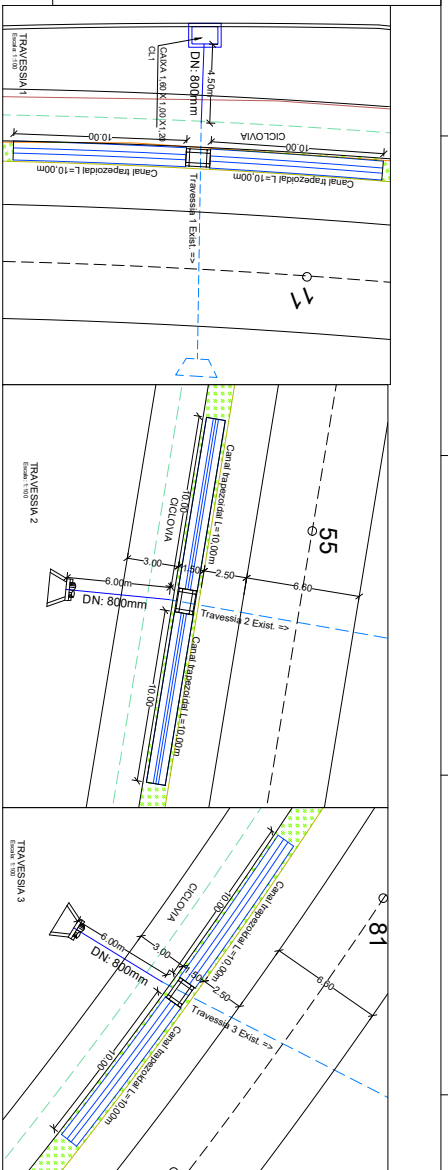 TRAVESSIA 1
Escala: 1:100
CAIXA 1,60 X 1,00 X 1,20
CL1
DN: 800mm
4.50m
10.00
10.00
CICLOVIA
Canal trapezoidal L=10,00m
Canal trapezoidal L=10,00m
Travessia 1 Exist. =>
11
TRAVESSIA 2
Escala: 1:100
Canal trapezoidal L=10,00m
10.00
CICLOVIA
3.00
1.50
2.50
6.60
6.00m
DN: 800mm
Travessia 2 Exist. =>
Canal trapezoidal L=10,00m
10.00
55
TRAVESSIA 3
Escala: 1:100
Canal trapezoidal L=10,00m
10.00
CICLOVIA
3.00
1.50
2.50
6.60
6.00m
DN: 800mm
Travessia 3 Exist. =>
Canal trapezoidal L=10,00m
10.00
81